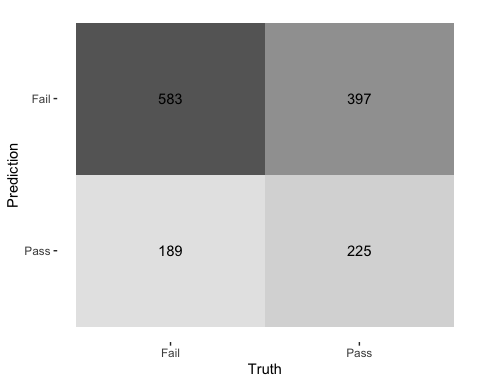 Prediction
Fail
583
397
Pass
189
225
Fail
Pass
Truth